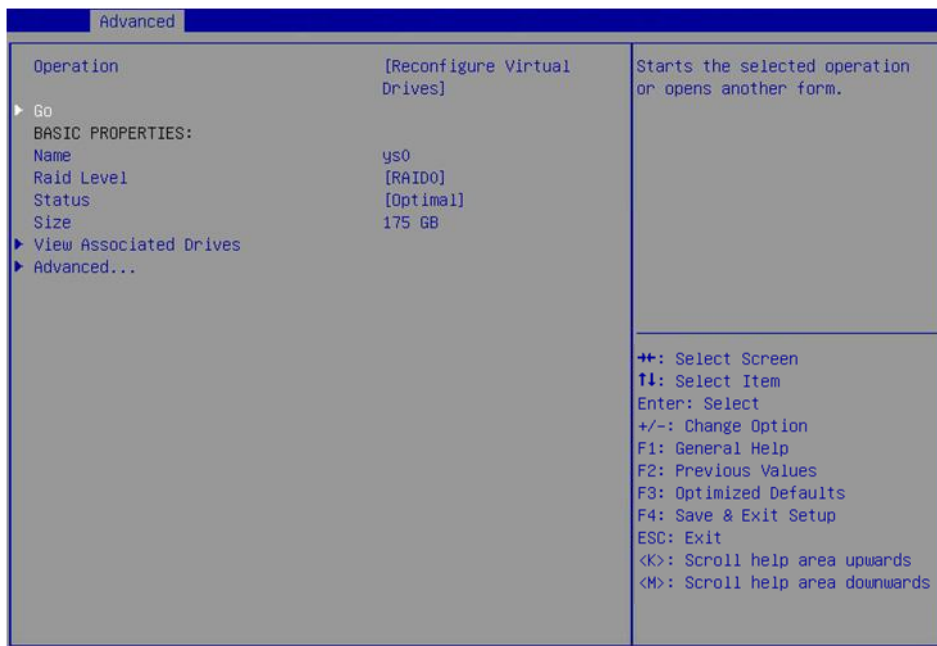 Advanced
Operation [Reconfigure Virtual
Drives]
Go
BASIC PROPERTIES:
Name ys0
Raid Level [RAID0]
Status [Optimal]
Size 175 GB
View Associated Drives
Advanced...
Starts the selected operation
or opens another form.
→←: Select Screen
↑↓: Select Item
Enter: Select
+/-: Change Option
F1: General Help
F2: Previous Values
F3: Optimized Defaults
F4: Save & Exit Setup
ESC: Exit
<K>: Scroll help area upwards
<M>: Scroll help area downwards